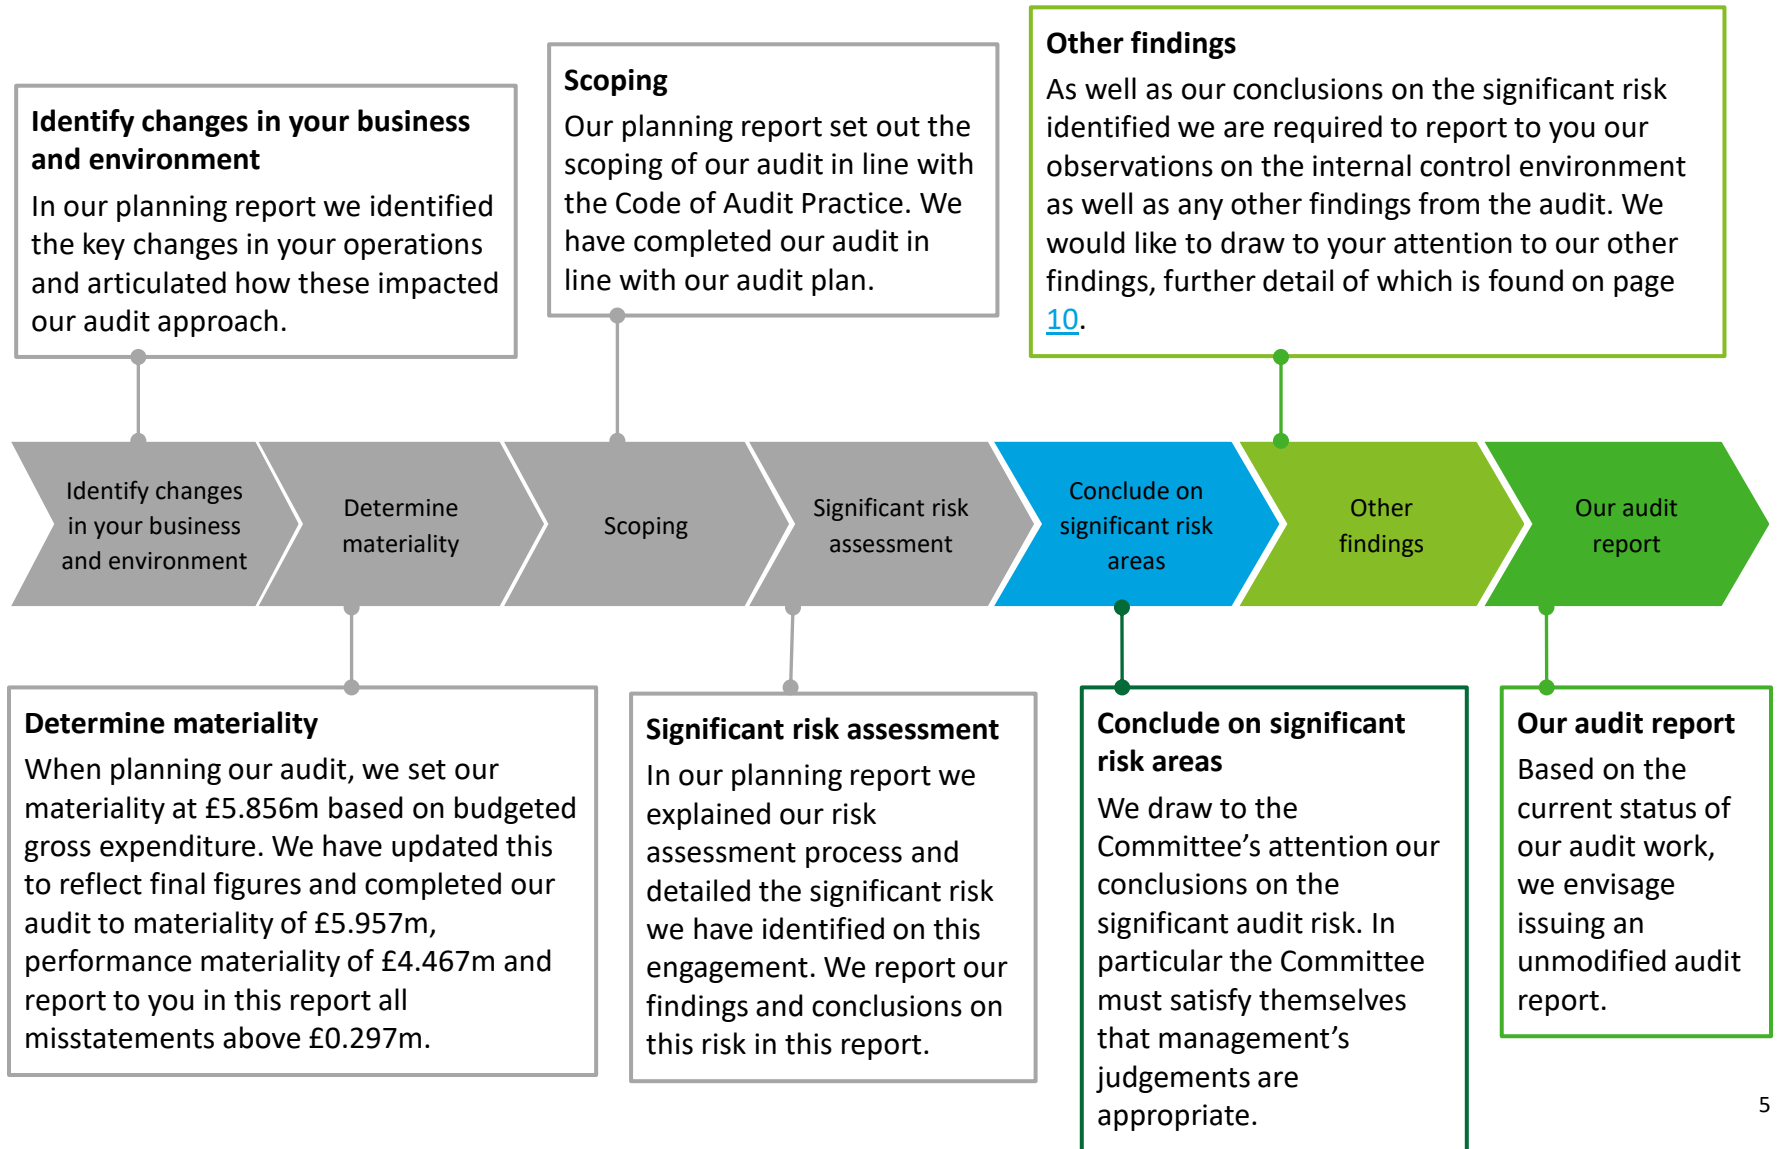 Identify changes in your business
and environment
In our planning report we identified
the key changes in your operations
and articulated how these impacted
our audit approach.
Scoping
Our planning report set out the
scoping of our audit in line with
the Code of Audit Practice. We
have completed our audit in
line with our audit plan.
Other findings
As well as our conclusions on the significant risk
identified we are required to report to you our
observations on the internal control environment
as well as any other findings from the audit. We
would like to draw to your attention to our other
findings, further detail of which is found on page
10.
Identify changes
in your business
and environment
Determine
materiality
Scoping
Significant risk
assessment
Conclude on
significant risk
areas
Other
findings
Our audit
report
Determine materiality
When planning our audit, we set our
materiality at £5.856m based on budgeted
gross expenditure. We have updated this
to reflect final figures and completed our
audit to materiality of £5.957m,
performance materiality of £4.467m and
report to you in this report all
misstatements above £0.297m.
Significant risk assessment
In our planning report we
explained our risk
assessment process and
detailed the significant risk
we have identified on this
engagement. We report our
findings and conclusions on
this risk in this report.
Conclude on significant
risk areas
We draw to the
Committee’s attention our
conclusions on the
significant audit risk. In
particular the Committee
must satisfy themselves
that management’s
judgements are
appropriate.
Our audit report
Based on the
current status of
our audit work,
we envisage
issuing an
unmodified audit
report.
5